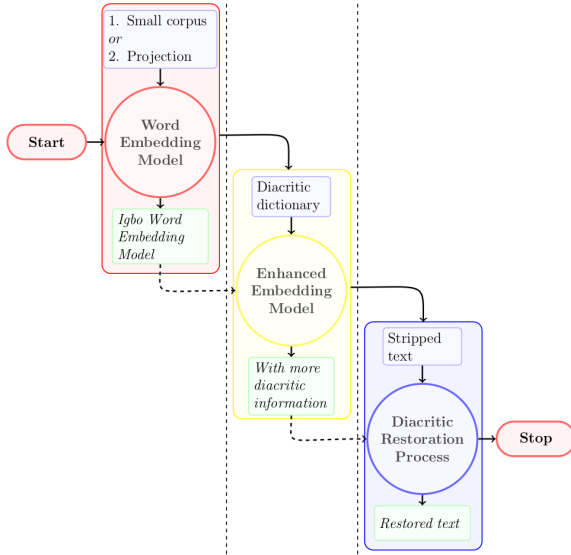 1. Small corpus
or
2. Projection
Start
Word
Embedding
Model
Igbo Word
Embedding
Model
Diacritic
dictionary
Enhanced
Embedding
Model
With more
diacritic
information
Stripped
text
Diacritic
Restoration
Process
Stop
Restored text